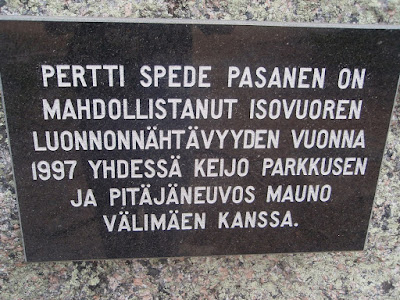 PERTTI SPEDE PASANEN ON
MAHDOLLISTANUT ISOVUOREN
LUONNONNÄHTÄVYYDEN VUONNA
1997 YHDESSÄ KEIJO PARKKUSEN
JA PITÄJÄNEUVOS MAUNO
VÄLIMÄEN KANSSA.